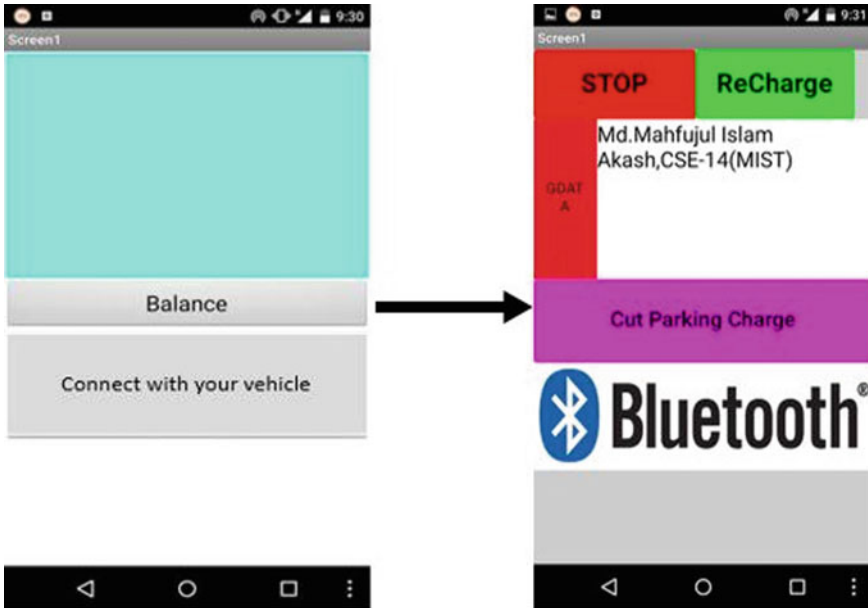 9:30
Screen1
Balance
Connect with your vehicle
9:31
Screen1
STOP
ReCharge
Md.Mahfujul Islam
Akash,CSE-14(MIST)
GDAT
A
Cut Parking Charge
Bluetooth®